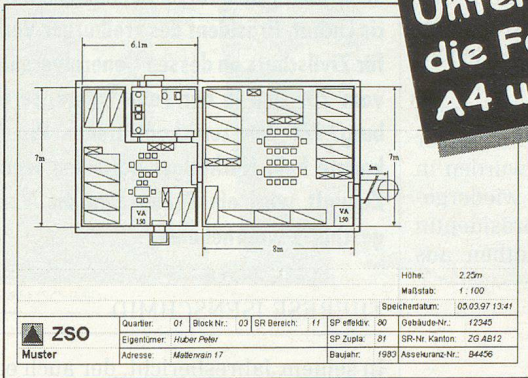 Unter
die Fo
A4 u
6.1m
7m
7m
3m
VA
150
VA
150
8m
Höhe: 2,25m
Maßstab: 1 : 100
Speicherdatum: 05.03.97 13:41
ZSO
Muster
Quartier: 01 Block Nr.: 03 SR Bereich: 11 SP effektiv: 80 Gebäude-Nr.: 12345
Eigentümer: Huber Peter SP Zupla: 81 SR-Nr. Kanton: ZG AB12
Adresse: Mattenrain 17 Baujahr: 1983 Assekuranz-Nr.: B4456